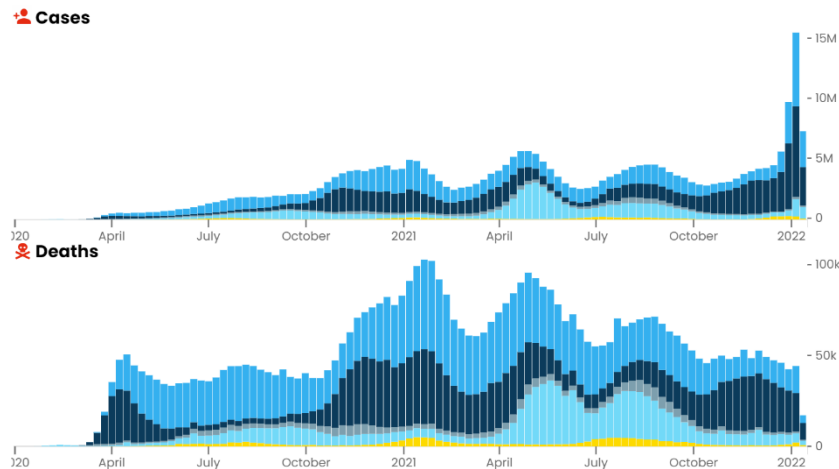 Cases
15M
10M
5M
0
020 April July October 2021 April July October 2022
Deaths
100k
50k
0
020 April July October 2021 April July October 2022